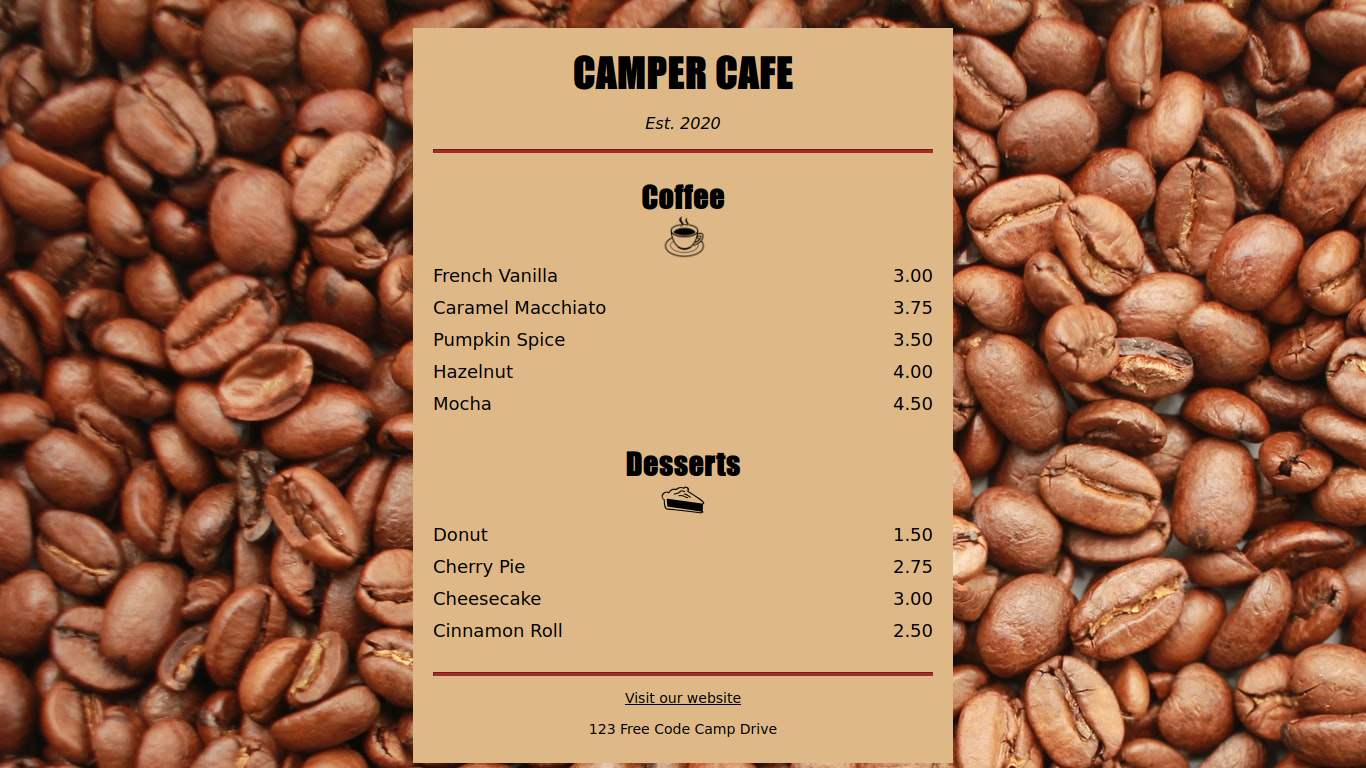 CAMPER CAFE
Est. 2020
Coffee
French Vanilla 3.00
Caramel Macchiato 3.75
Pumpkin Spice 3.50
Hazelnut 4.00
Mocha 4.50
Desserts
Donut 1.50
Cherry Pie 2.75
Cheesecake 3.00
Cinnamon Roll 2.50
Visit our website
123 Free Code Camp Drive